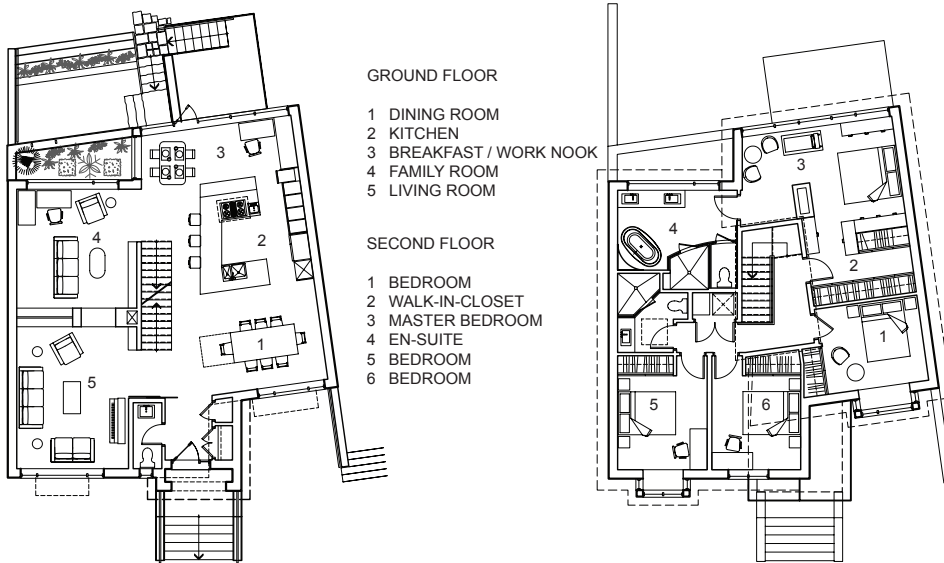 GROUND FLOOR
1 DINING ROOM
2 KITCHEN
3 BREAKFAST / WORK NOOK
4 FAMILY ROOM
5 LIVING ROOM
SECOND FLOOR
1 BEDROOM
2 WALK-IN-CLOSET
3 MASTER BEDROOM
4 EN-SUITE
5 BEDROOM
6 BEDROOM
3
4
2
1
5
3
4
2
1
5
6